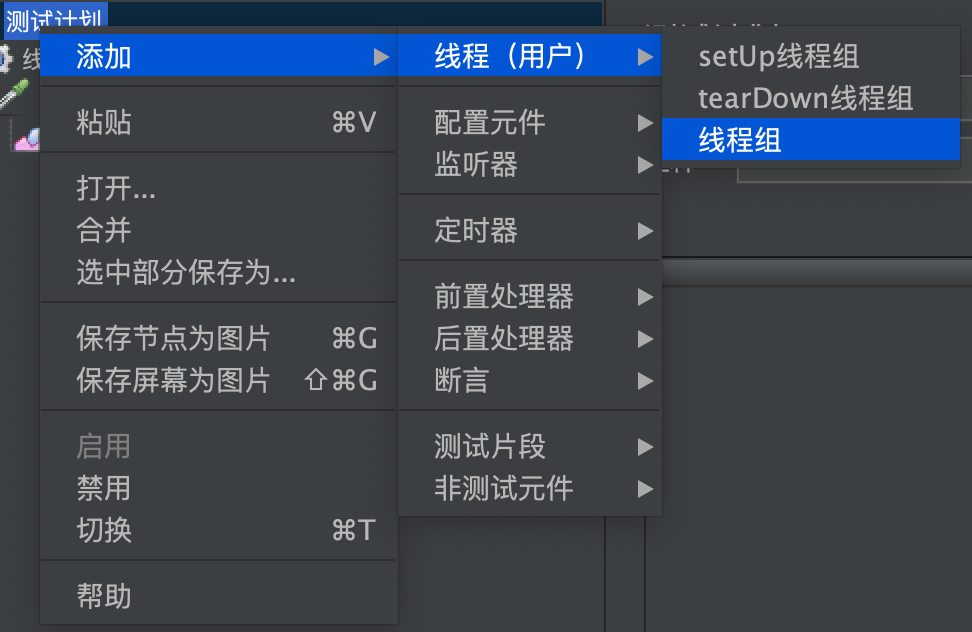 测试计划
线
添加
粘贴 ⌘V
打开...
合并
选中部分保存为...
保存节点为图片 ⌘G
保存屏幕为图片 ⇧⌘G
启用
禁用
切换 ⌘T
帮助
线程（用户）
配置元件
监听器
定时器
前置处理器
后置处理器
断言
测试片段
非测试元件
setUp线程组
tearDown线程组
线程组